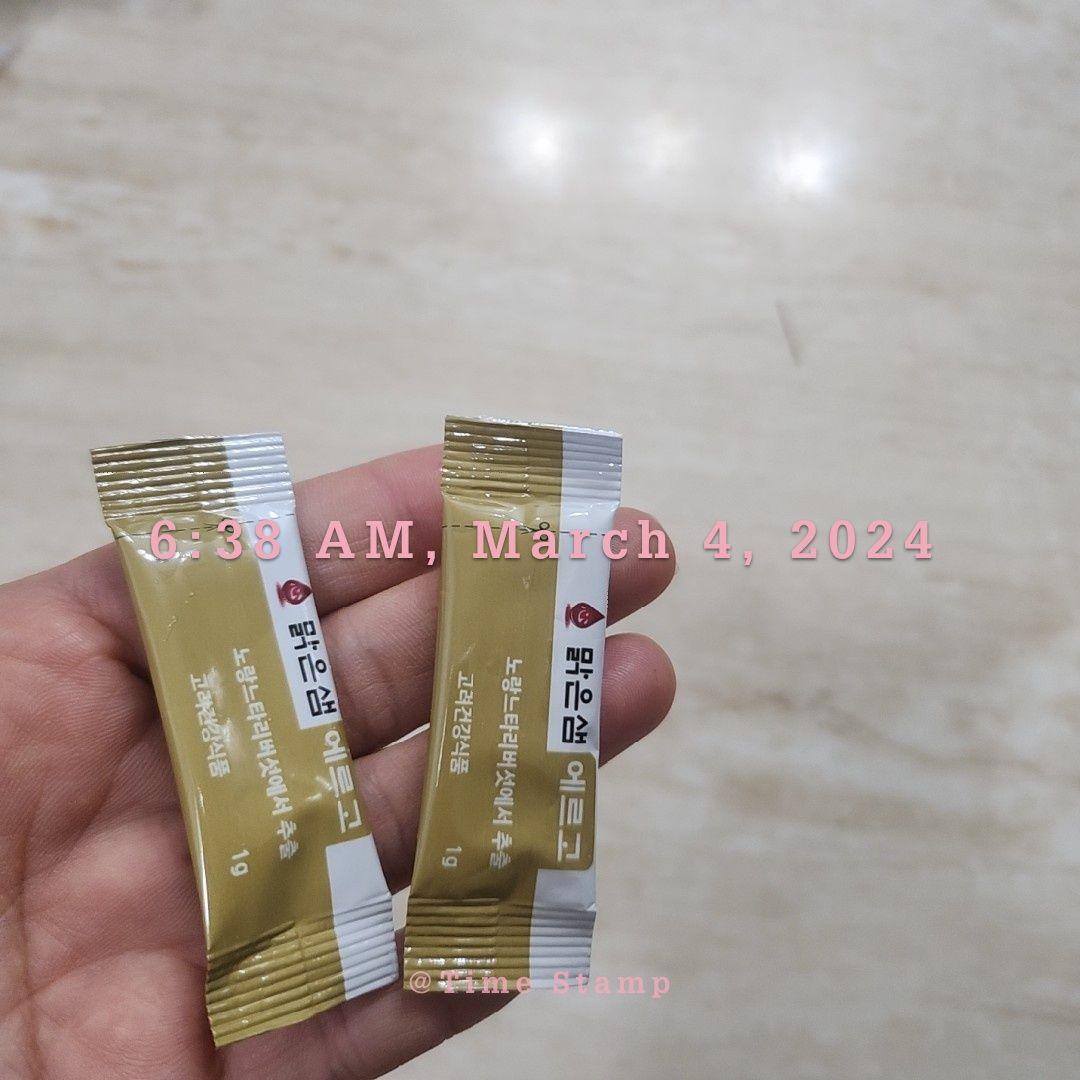 6:38 AM, March 4, 2024
맑은샘 에르고
노랑느타리버섯에서 추출
고려건강식품
1g
맑은샘 에르고
노랑느타리버섯에서 추출
고려건강식품
1g
@Time Stamp